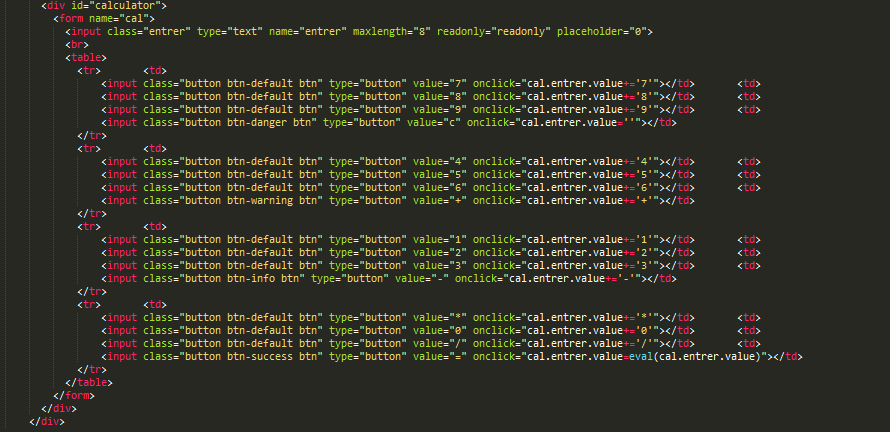 <div id="calculator">
<form name="cal">
<input class="entrer" type="text" name="entrer" maxlength="8" readonly="readonly" placeholder="0">
<br>
<table>
<tr> <td>
<input class="button btn-default btn" type="button" value="7" onclick="cal.entrer.value+='7'"></td> <td>
<input class="button btn-default btn" type="button" value="8" onclick="cal.entrer.value+='8'"></td> <td>
<input class="button btn-default btn" type="button" value="9" onclick="cal.entrer.value+='9'"></td> <td>
<input class="button btn-danger btn" type="button" value="c" onclick="cal.entrer.value=''"></td>
</tr>
<tr> <td>
<input class="button btn-default btn" type="button" value="4" onclick="cal.entrer.value+='4'"></td> <td>
<input class="button btn-default btn" type="button" value="5" onclick="cal.entrer.value+='5'"></td> <td>
<input class="button btn-default btn" type="button" value="6" onclick="cal.entrer.value+='6'"></td> <td>
<input class="button btn-warning btn" type="button" value="+" onclick="cal.entrer.value+='+'"></td>
</tr>
<tr> <td>
<input class="button btn-default btn" type="button" value="1" onclick="cal.entrer.value+='1'"></td> <td>
<input class="button btn-default btn" type="button" value="2" onclick="cal.entrer.value+='2'"></td> <td>
<input class="button btn-default btn" type="button" value="3" onclick="cal.entrer.value+='3'"></td> <td>
<input class="button btn-info btn" type="button" value="-" onclick="cal.entrer.value+='-'"></td>
</tr>
<tr> <td>
<input class="button btn-default btn" type="button" value="*" onclick="cal.entrer.value+='*'"></td> <td>
<input class="button btn-default btn" type="button" value="0" onclick="cal.entrer.value+='0'"></td> <td>
<input class="button btn-default btn" type="button" value="/" onclick="cal.entrer.value+='/'"></td> <td>
<input class="button btn-success btn" type="button" value="=" onclick="cal.entrer.value=eval(cal.entrer.value)"></td>
</tr>
</table>
</form>
</div>
</div>